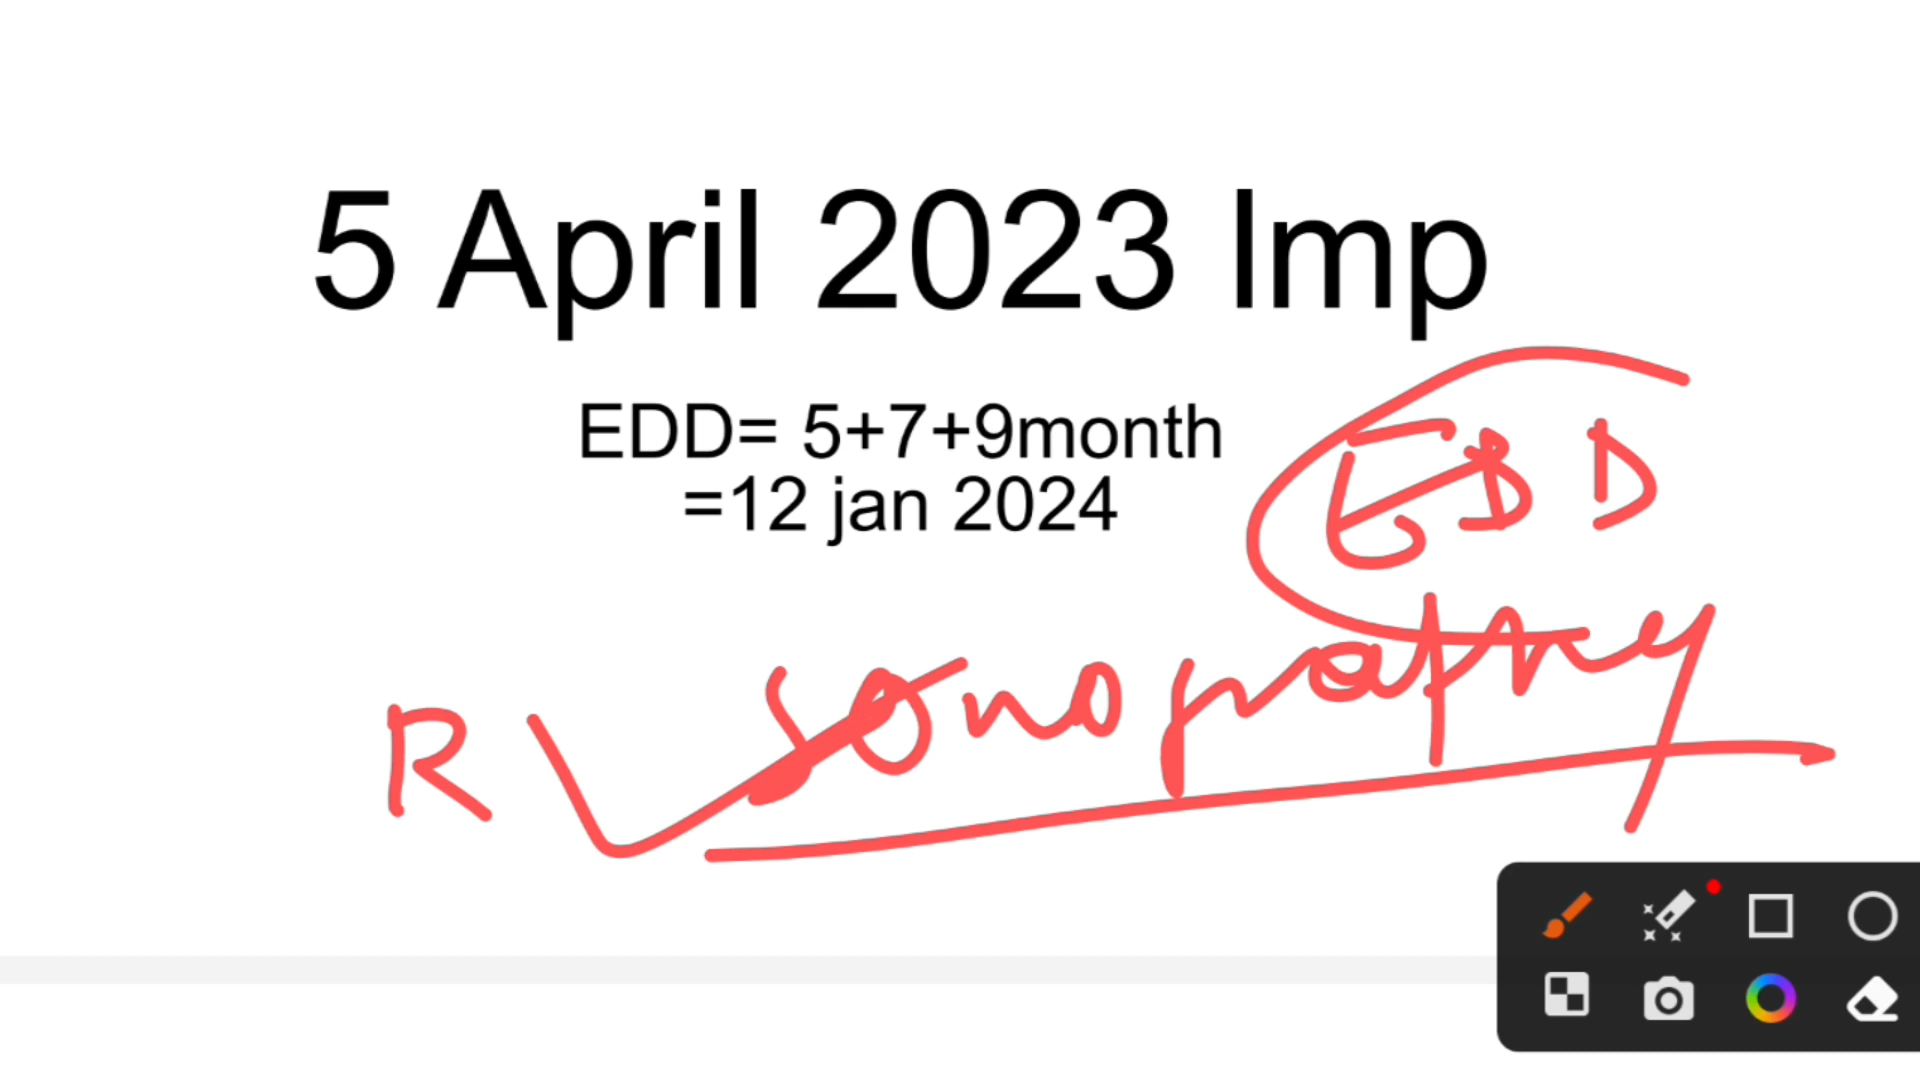 5 April 2023 lmp
EDD= 5+7+9month
=12 jan 2024
EDD
R sonography